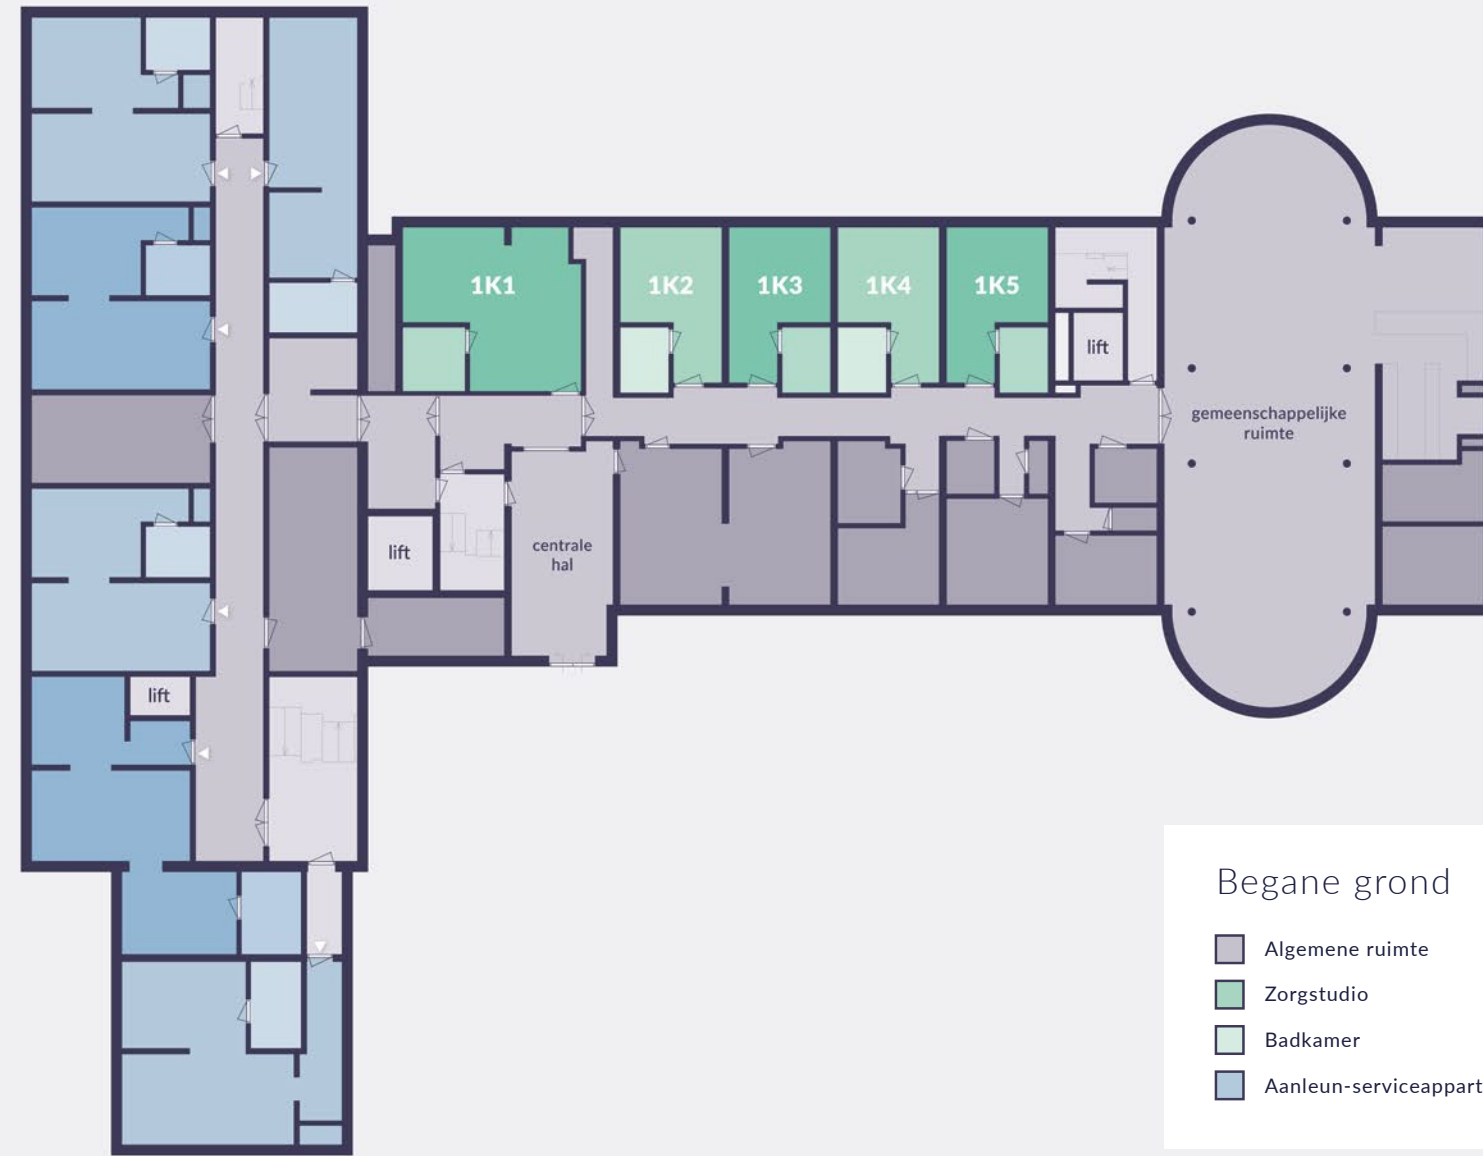 1K1
1K2
1K3
1K4
1K5
lift
gemeenschappelijke
ruimte
centrale
hal
lift
lift
Begane grond
Algemene ruimte
Zorgstudio
Badkamer
Aanleun-serviceappart